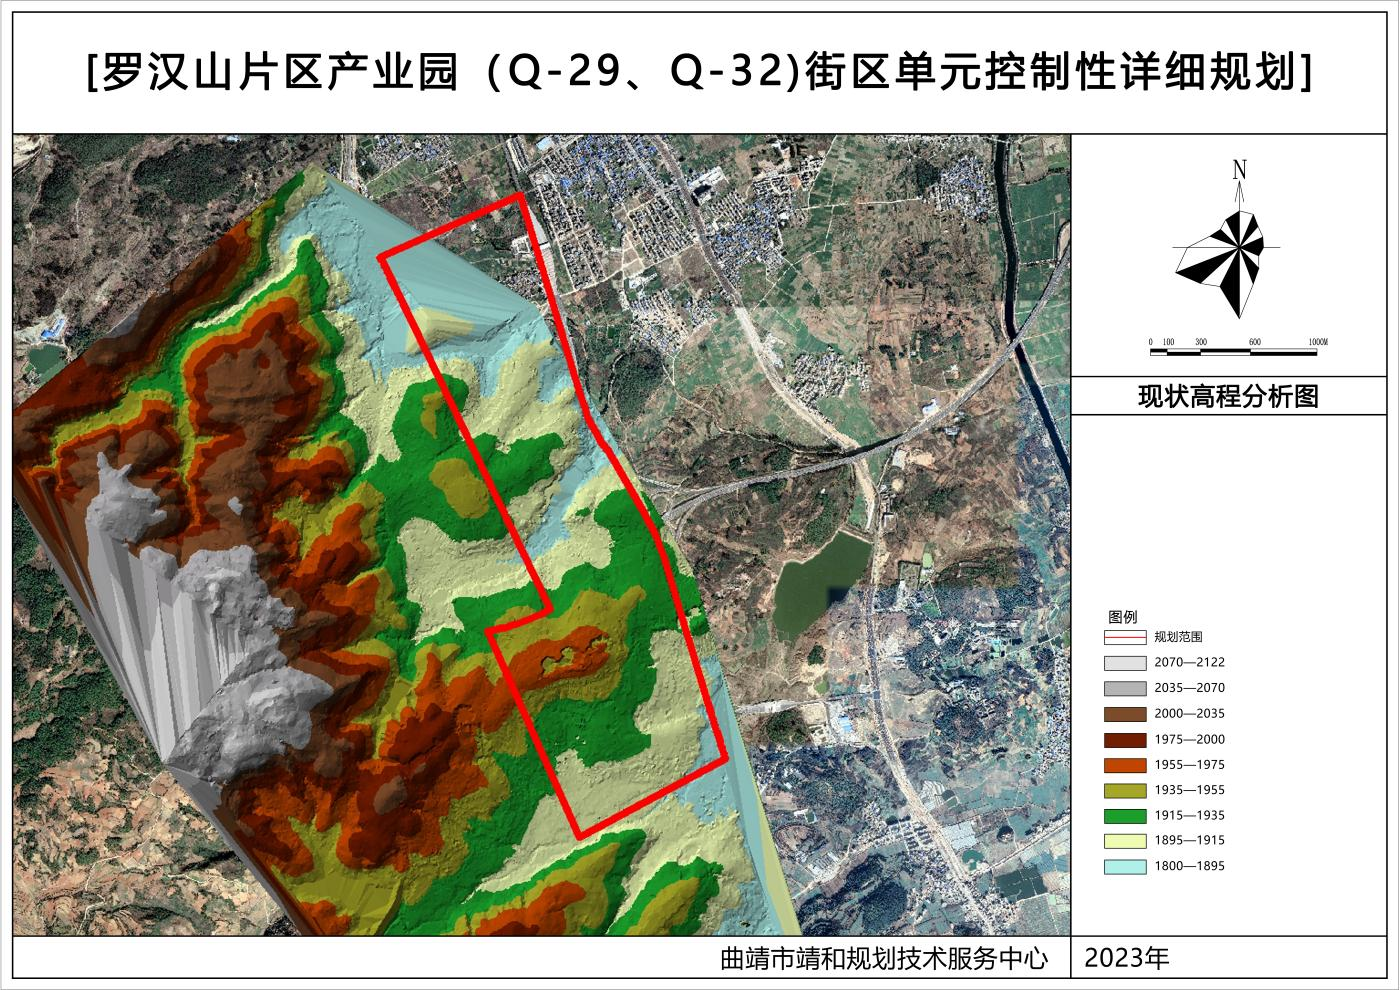 [罗汉山片区产业园（Q-29、Q-32)街区单元控制性详细规划]
N
0 100 300 600 1000M
现状高程分析图
图例
规划范围
2070—2122
2035—2070
2000—2035
1975—2000
1955—1975
1935—1955
1915—1935
1895—1915
1800—1895
曲靖市靖和规划技术服务中心
2023年